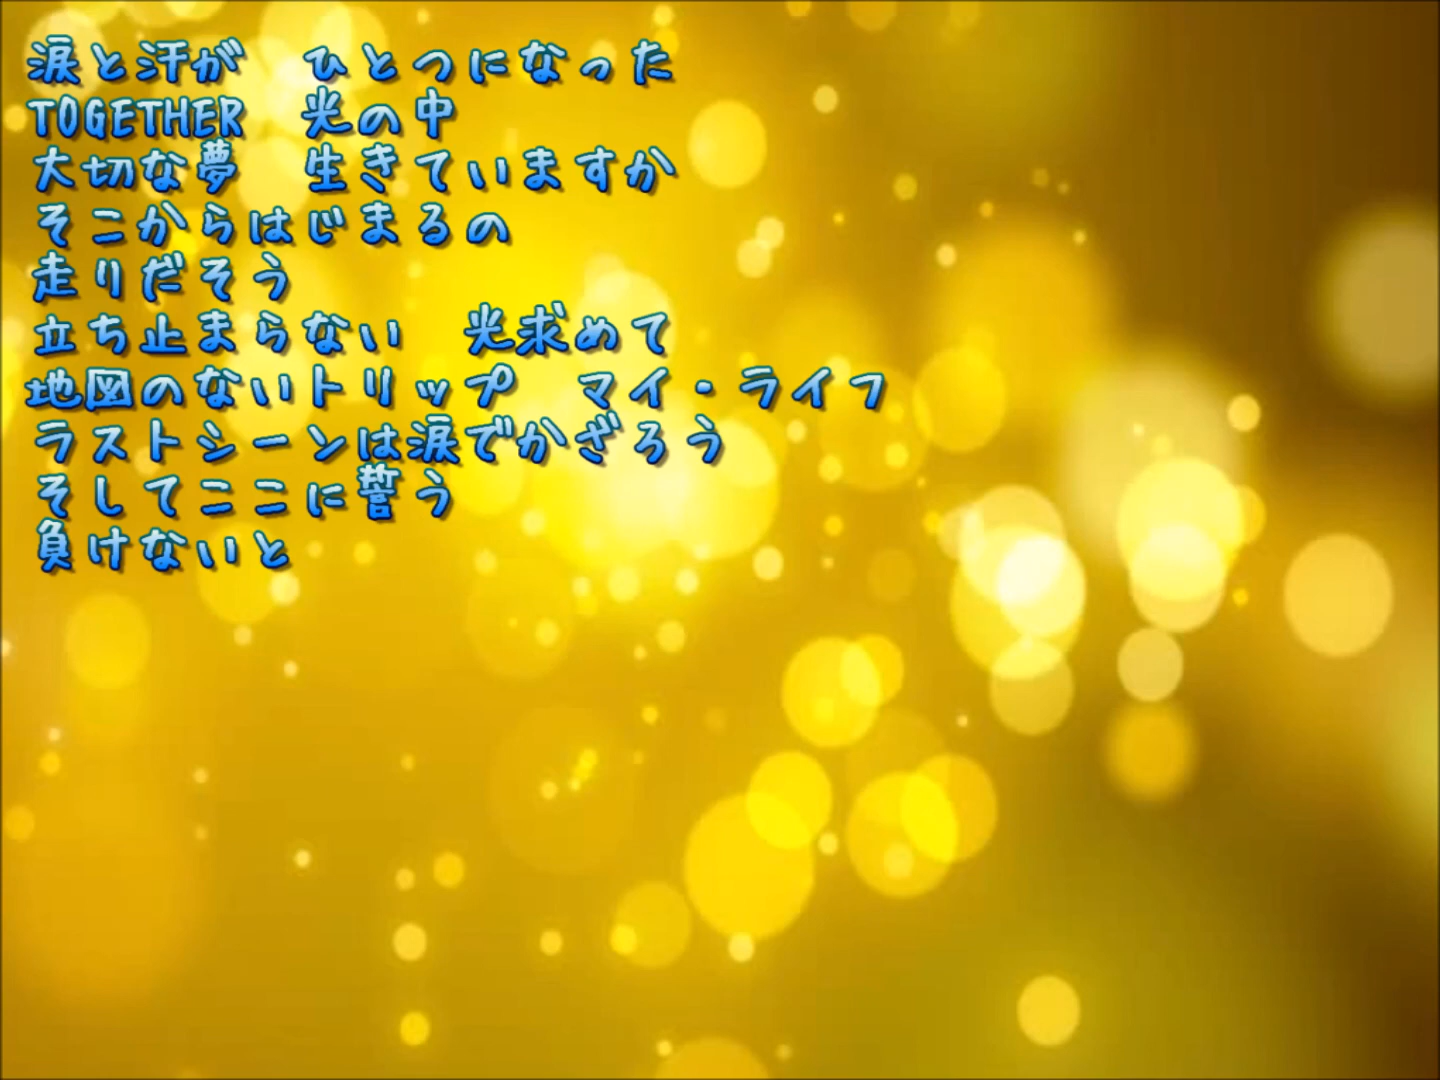 涙と汗が　ひとつになった
TOGETHER　光の中
大切な夢　生きていますか
そこからはじまるの
走りだそう
立ち止まらない　光求めて
地図のないトリップ　マイ・ライフ
ラストシーンは涙でかざろう
そしてここに誓う
負けないと